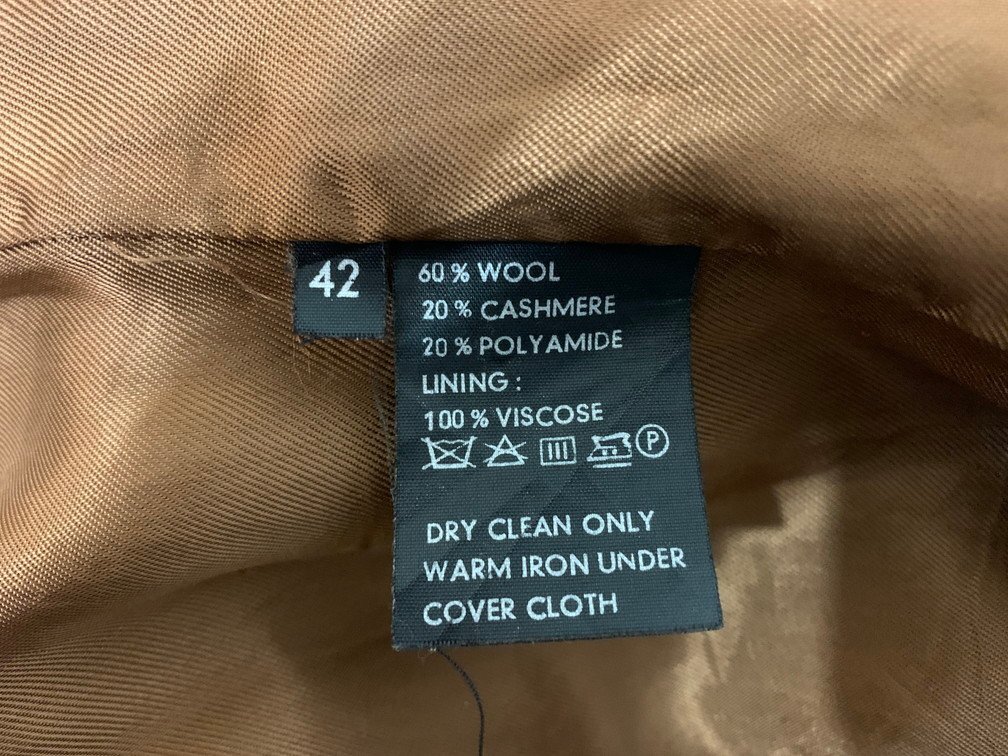 42
60 % WOOL
20 % CASHMERE
20 % POLYAMIDE
LINING :
100 % VISCOSE
P
DRY CLEAN ONLY
WARM IRON UNDER
COVER CLOTH